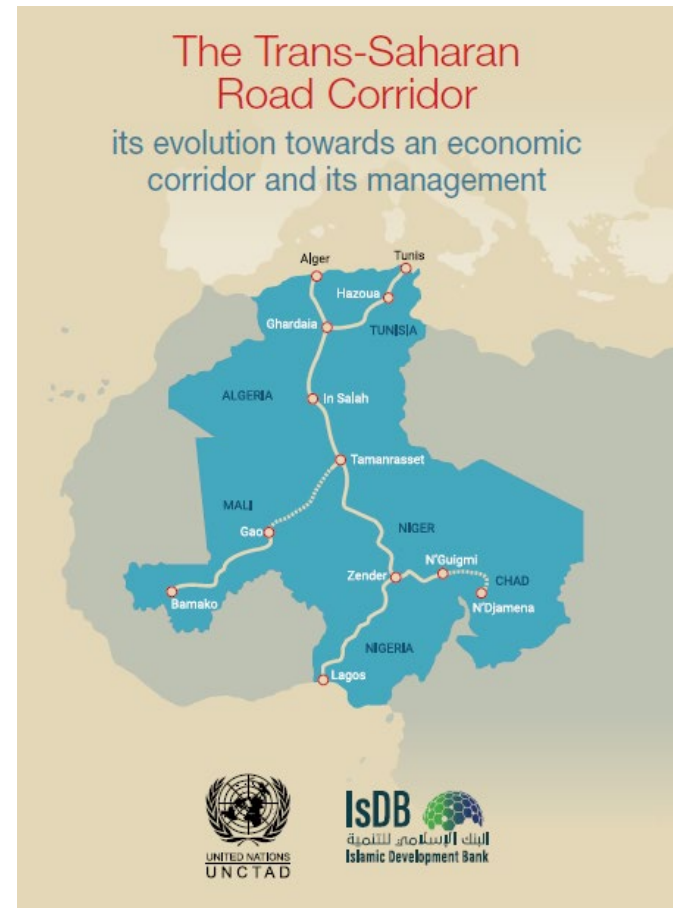 The Trans-Saharan
Road Corridor
its evolution towards an economic
corridor and its management
Alger
Tunis
Hazoua
Ghardaia
TUNISIA
ALGERIA
In Salah
Tamanrasset
MALI
Gao
NIGER
Zender
N'Guigmi
CHAD
N'Djamena
Bamako
NIGERIA
Lagos
UNITED NATIONS
UNCTAD
IsDB
البنك الإسلامي للتنمية
Islamic Development Bank